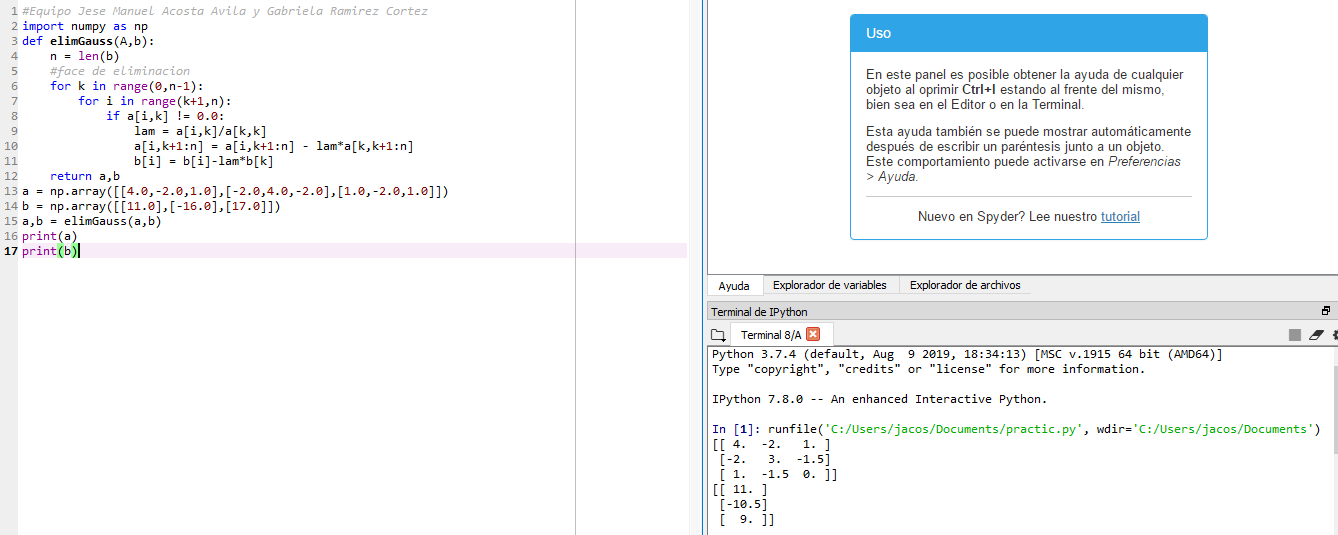 1 #Equipo Jese Manuel Acosta Avila y Gabriela Ramirez Cortez
2 import numpy as np
3 def elimGauss(A,b):
4     n = len(b)
5     #face de eliminacion
6     for k in range(0,n-1):
7         for i in range(k+1,n):
8             if a[i,k] != 0.0:
9                 lam = a[i,k]/a[k,k]
10                 a[i,k+1:n] = a[i,k+1:n] - lam*a[k,k+1:n]
11                 b[i] = b[i]-lam*b[k]
12     return a,b
13 a = np.array([[4.0,-2.0,1.0],[-2.0,4.0,-2.0],[1.0,-2.0,1.0]])
14 b = np.array([[11.0],[-16.0],[17.0]])
15 a,b = elimGauss(a,b)
16 print(a)
17 print(b)
Uso
En este panel es posible obtener la ayuda de cualquier
objeto al oprimir Ctrl+I estando al frente del mismo,
bien sea en el Editor o en la Terminal.
Esta ayuda también se puede mostrar automáticamente
después de escribir un paréntesis junto a un objeto.
Este comportamiento puede activarse en Preferencias
> Ayuda.
Nuevo en Spyder? Lee nuestro tutorial
Ayuda Explorador de variables Explorador de archivos
Terminal de IPython
Terminal 8/A
Python 3.7.4 (default, Aug  9 2019, 18:34:13) [MSC v.1915 64 bit (AMD64)]
Type "copyright", "credits" or "license" for more information.
IPython 7.8.0 -- An enhanced Interactive Python.
In [1]: runfile('C:/Users/jacos/Documents/practic.py', wdir='C:/Users/jacos/Documents')
[[ 4.  -2.   1. ]
 [-2.   3.  -1.5]
 [ 1.  -1.5  0. ]]
[[ 11. ]
 [-10.5]
 [  9. ]]